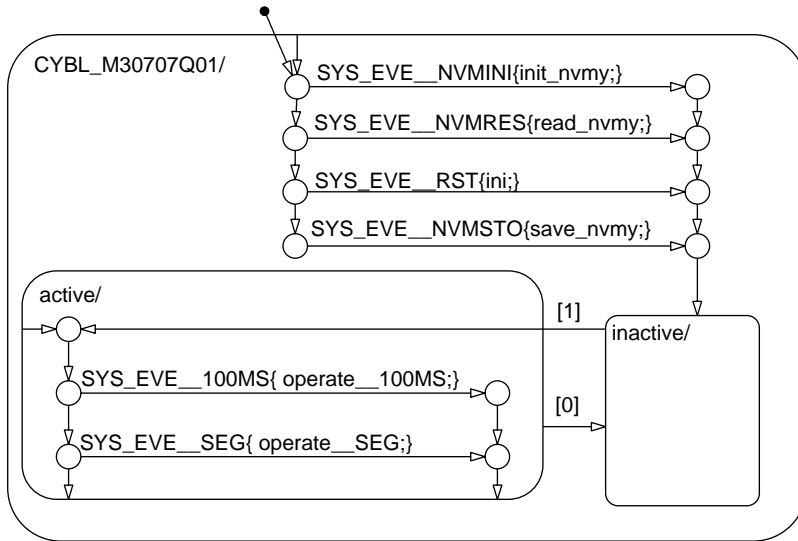 CYBL_M30707Q01/
SYS_EVE__NVMINI{init_nvmy;}
SYS_EVE__NVMRES{read_nvmy;}
SYS_EVE__RST{ini;}
SYS_EVE__NVMSTO{save_nvmy;}
active/
[1]
inactive/
SYS_EVE__100MS{ operate__100MS;}
[0]
SYS_EVE__SEG{ operate__SEG;}